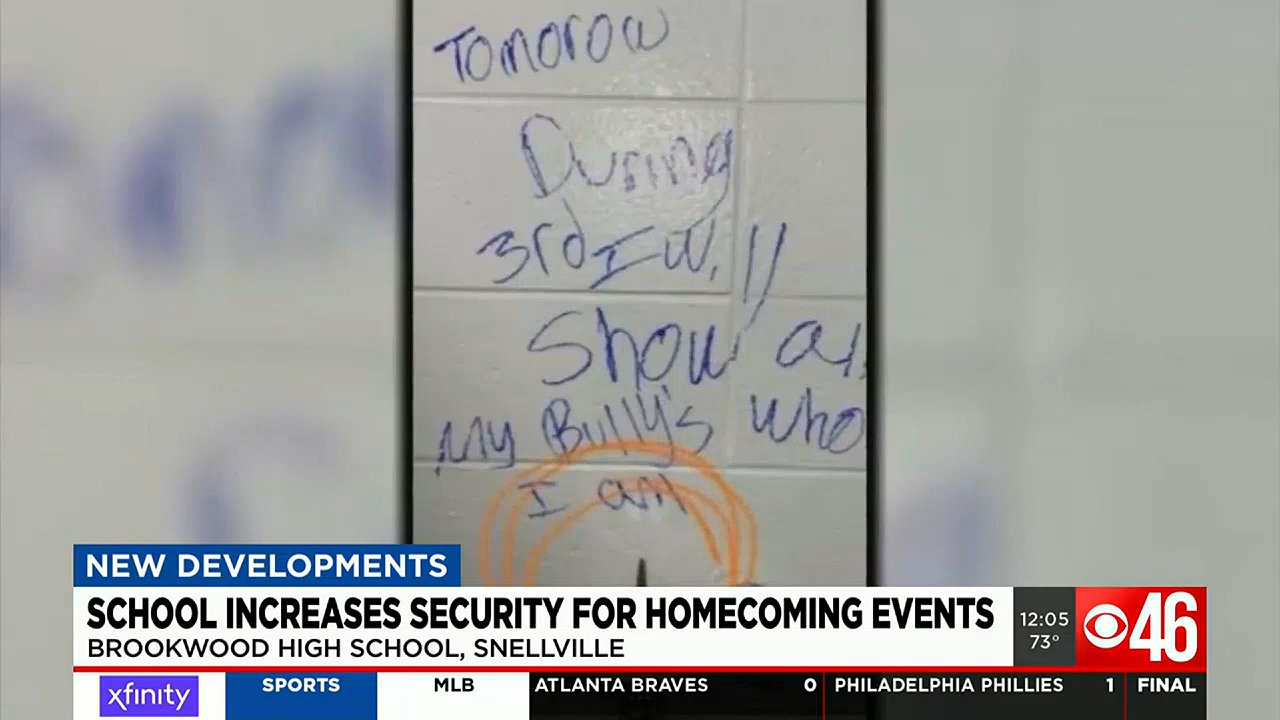 Tomorow
During
3rd I will
Show
My Bully's who
I am
NEW DEVELOPMENTS
SCHOOL INCREASES SECURITY FOR HOMECOMING EVENTS
BROOKWOOD HIGH SCHOOL, SNELLVILLE
12:05
73°
46
xfinity
SPORTS
MLB
ATLANTA BRAVES 0
PHILADELPHIA PHILLIES 1
FINAL